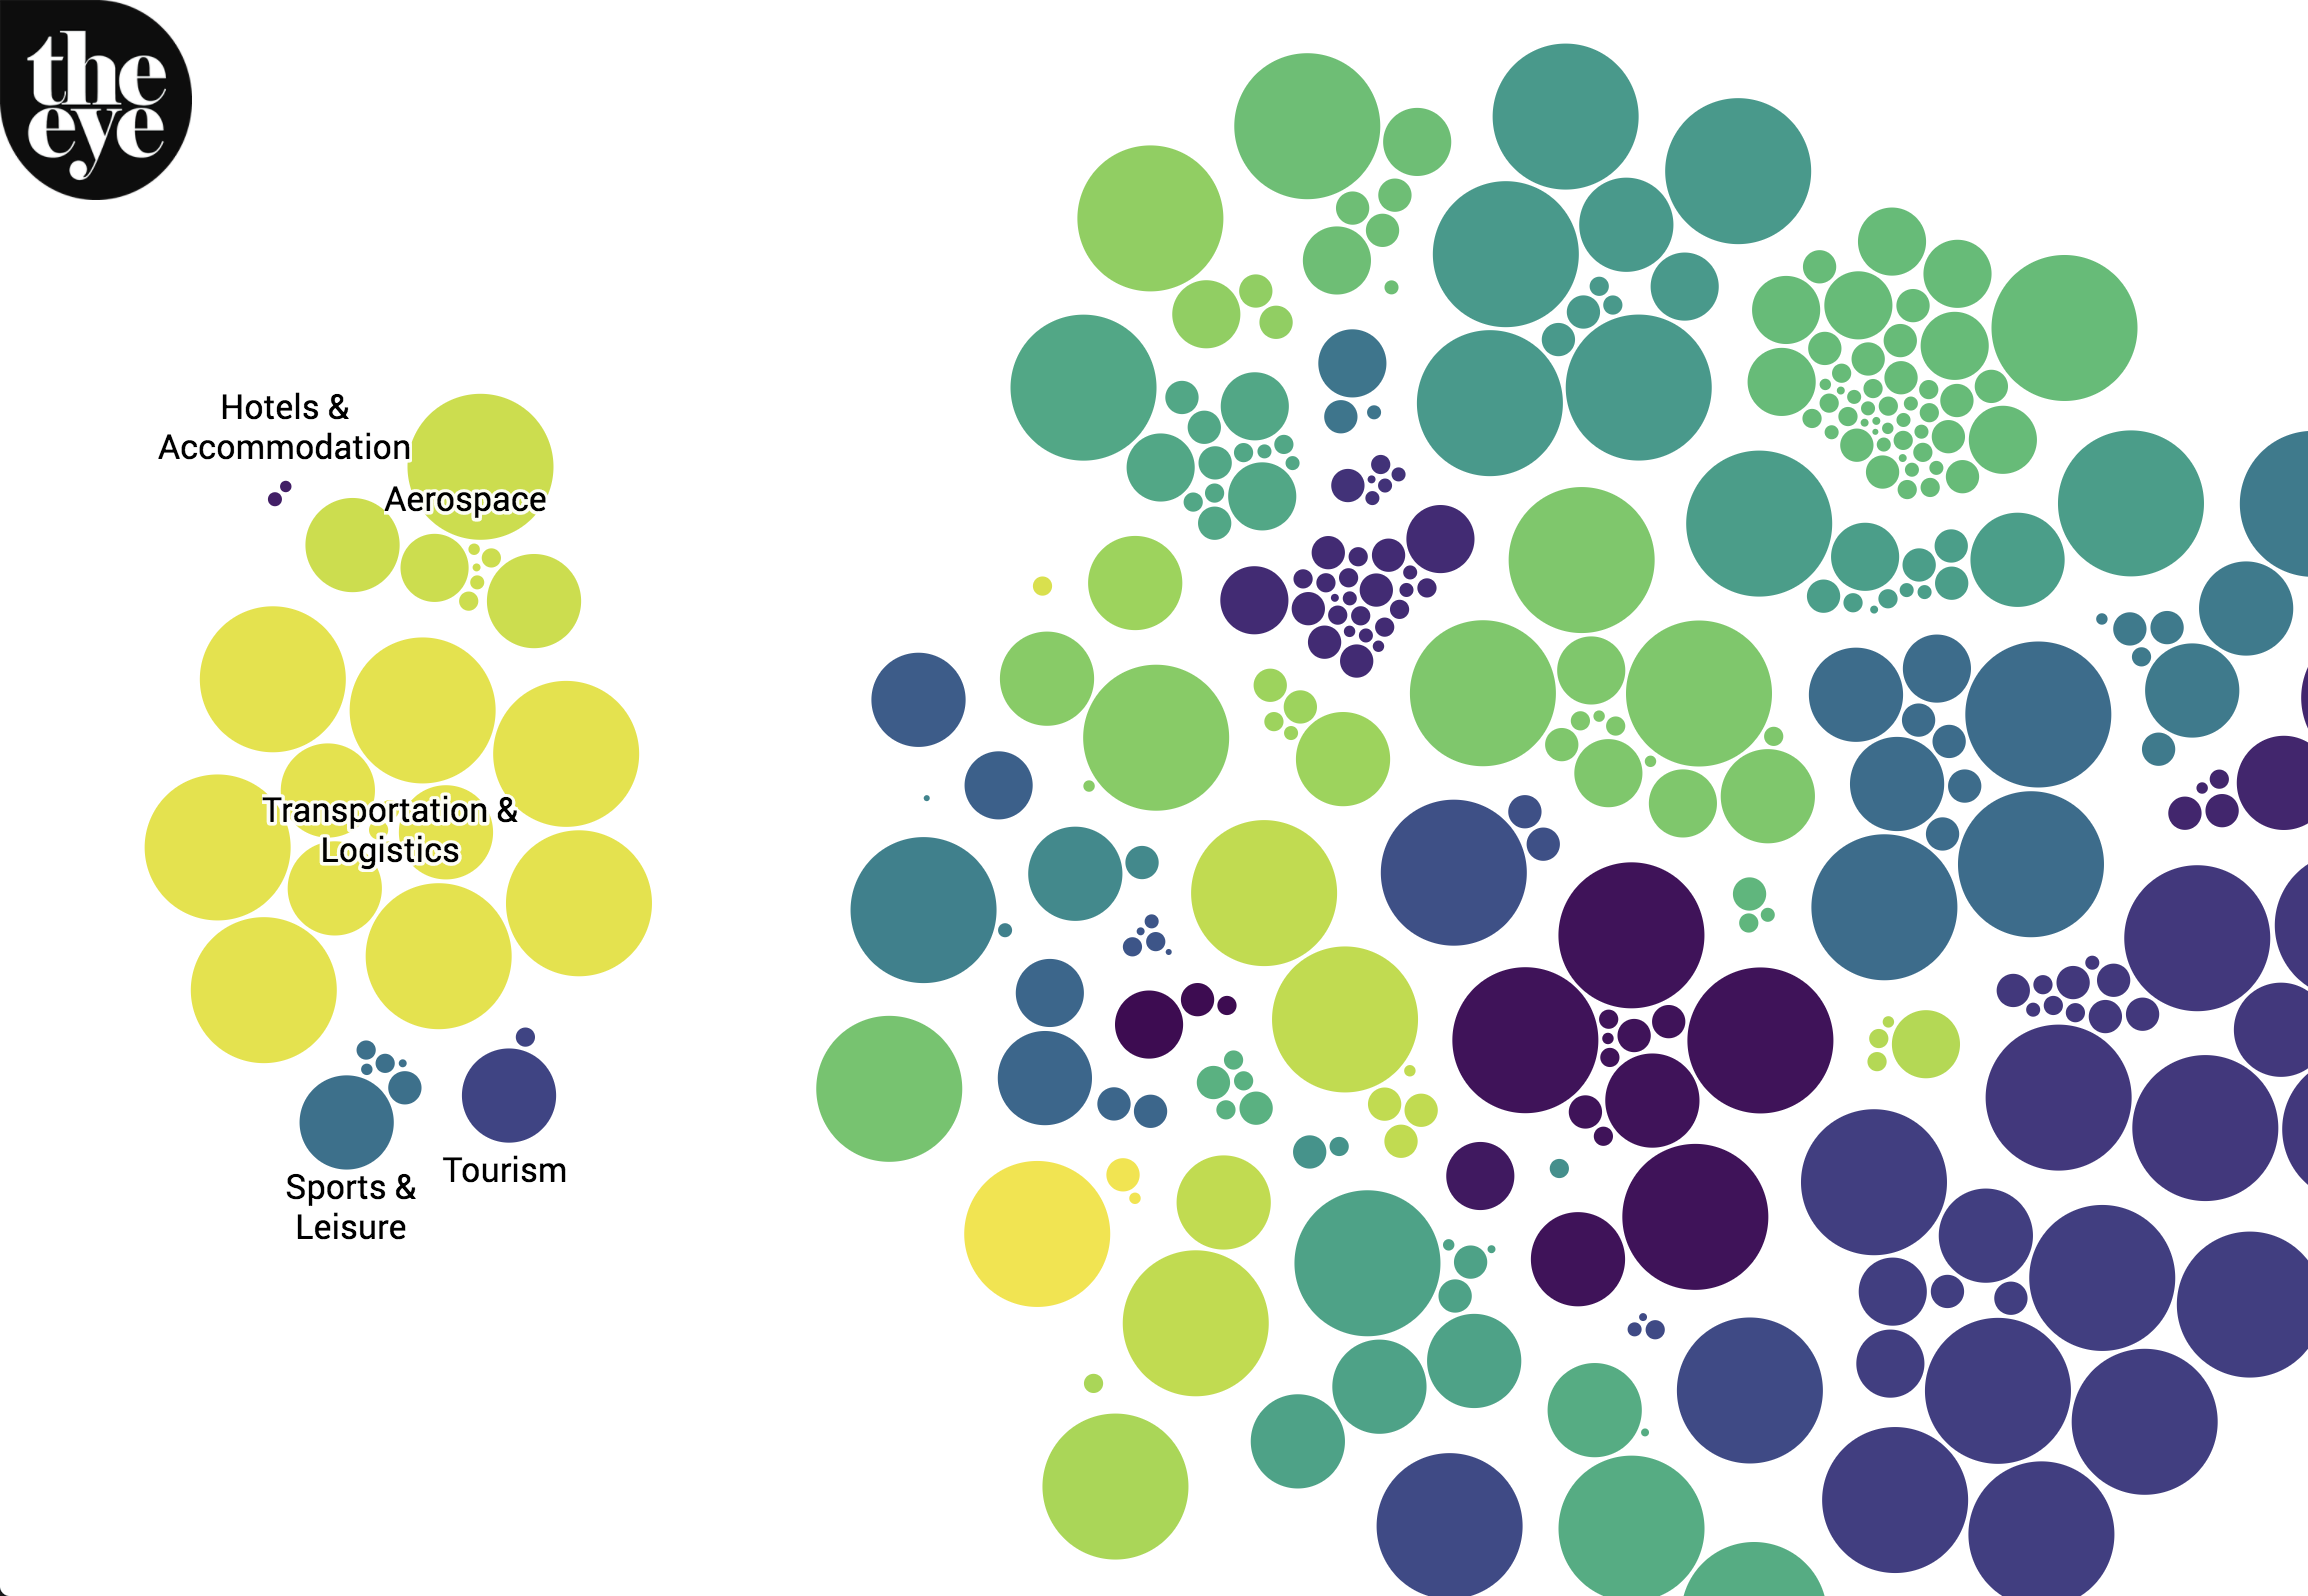 the
eye
Hotels &
Accommodation
Aerospace
Transportation &
Logistics
Sports &
Leisure
Tourism